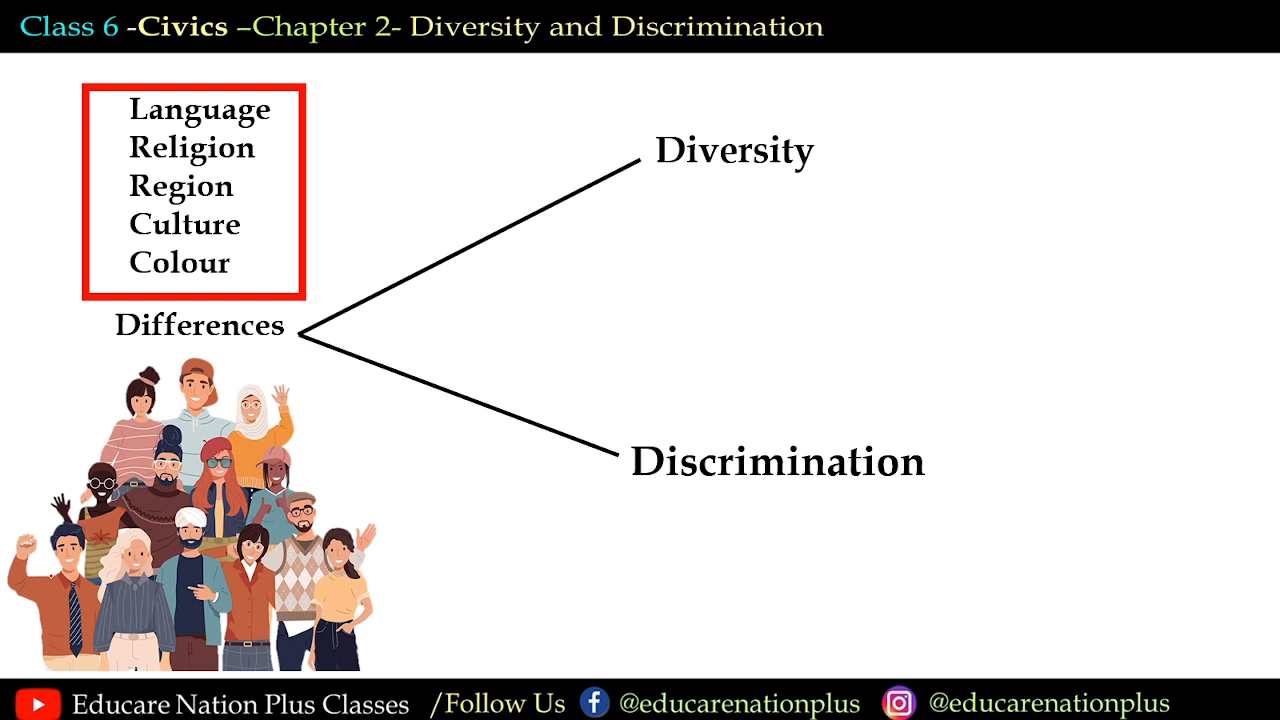 Class 6 -Civics –Chapter 2- Diversity and Discrimination
Language
Religion
Region
Culture
Colour
Differences
Diversity
Discrimination
Educare Nation Plus Classes /Follow Us @educarenationplus @educarenationplus